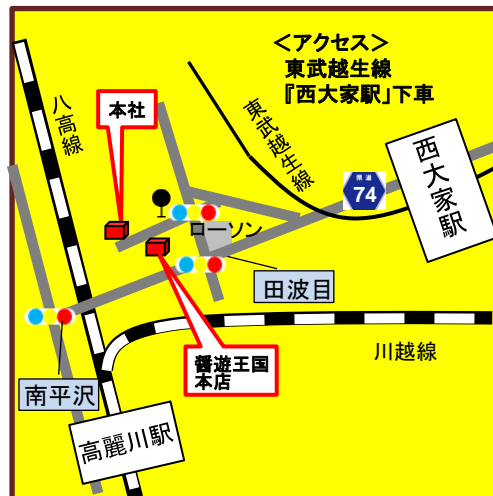 ＜アクセス＞
東武越生線
『西大家駅』下車
八高線
本社
東武越生線
県道
74
西大家駅
ローソン
田波目
醤遊王国
本店
川越線
南平沢
高麗川駅